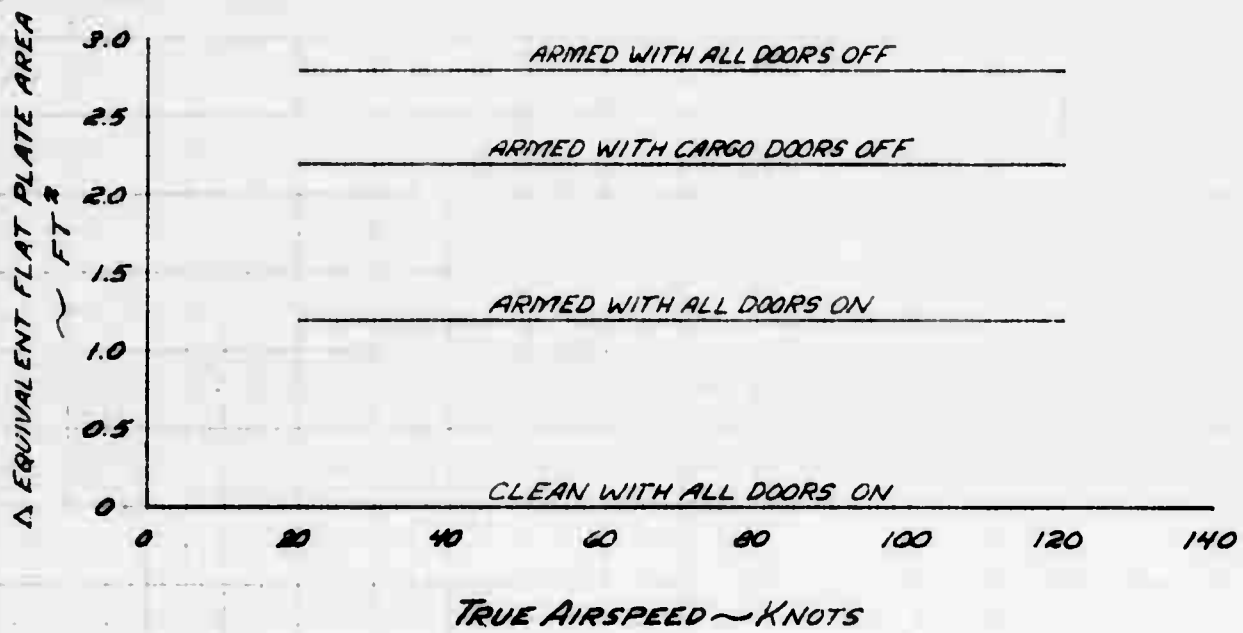 Δ EQUIVALENT FLAT PLATE AREA
~ FT²
3.0
2.5
2.0
1.5
1.0
0.5
0
ARMED WITH ALL DOORS OFF
ARMED WITH CARGO DOORS OFF
ARMED WITH ALL DOORS ON
CLEAN WITH ALL DOORS ON
0 20 40 60 80 100 120 140
TRUE AIRSPEED ~ KNOTS